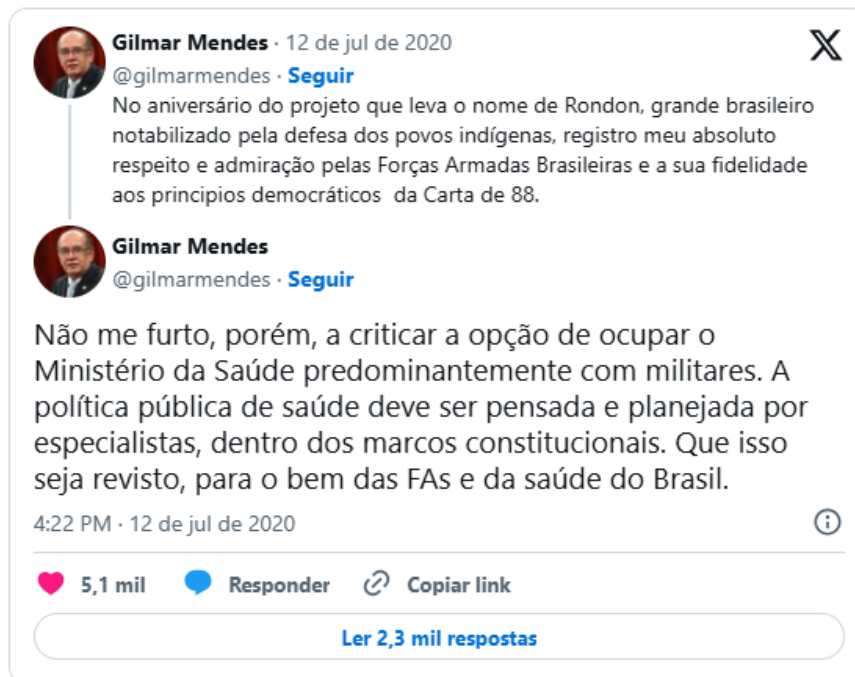 Gilmar Mendes · 12 de jul de 2020
@gilmarmendes · Seguir
No aniversário do projeto que leva o nome de Rondon, grande brasileiro
notabilizado pela defesa dos povos indígenas, registro meu absoluto
respeito e admiração pelas Forças Armadas Brasileiras e a sua fidelidade
aos principios democráticos  da Carta de 88.
Gilmar Mendes
@gilmarmendes · Seguir
Não me furto, porém, a criticar a opção de ocupar o
Ministério da Saúde predominantemente com militares. A
política pública de saúde deve ser pensada e planejada por
especialistas, dentro dos marcos constitucionais. Que isso
seja revisto, para o bem das FAs e da saúde do Brasil.
4:22 PM · 12 de jul de 2020
5,1 mil Responder Copiar link
Ler 2,3 mil respostas